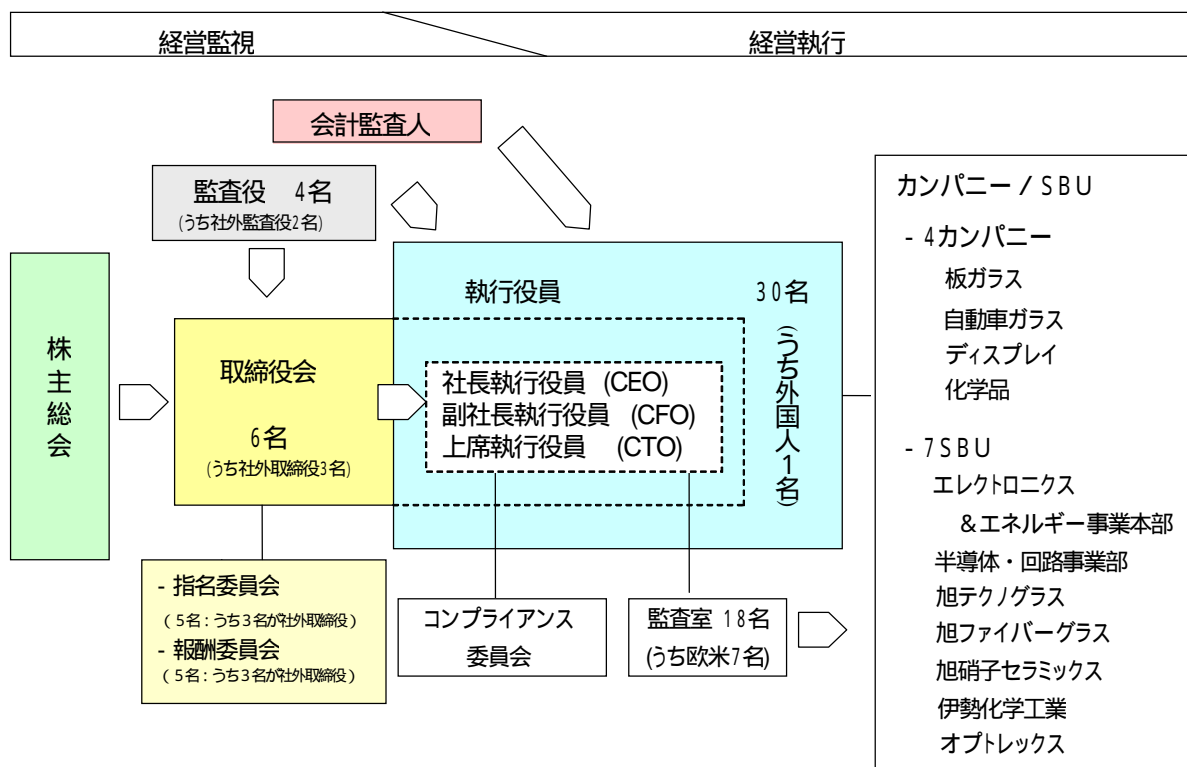 経営監視
経営執行
会計監査人
監査役 4名
(うち社外監査役2名)
株主総会
取締役会
6名
(うち社外取締役3名)
執行役員 30名
(うち外国人1名)
社長執行役員 (CEO)
副社長執行役員 (CFO)
上席執行役員 (CTO)
- 指名委員会
(5名:うち3名が社外取締役)
- 報酬委員会
(5名:うち3名が社外取締役)
コンプライアンス
委員会
監査室 18名
(うち欧米7名)
カンパニー / SBU
- 4カンパニー
板ガラス
自動車ガラス
ディスプレイ
化学品
- 7SBU
エレクトロニクス
&エネルギー事業本部
半導体・回路事業部
旭テクノグラス
旭ファイバーグラス
旭硝子セラミックス
伊勢化学工業
オプトレックス